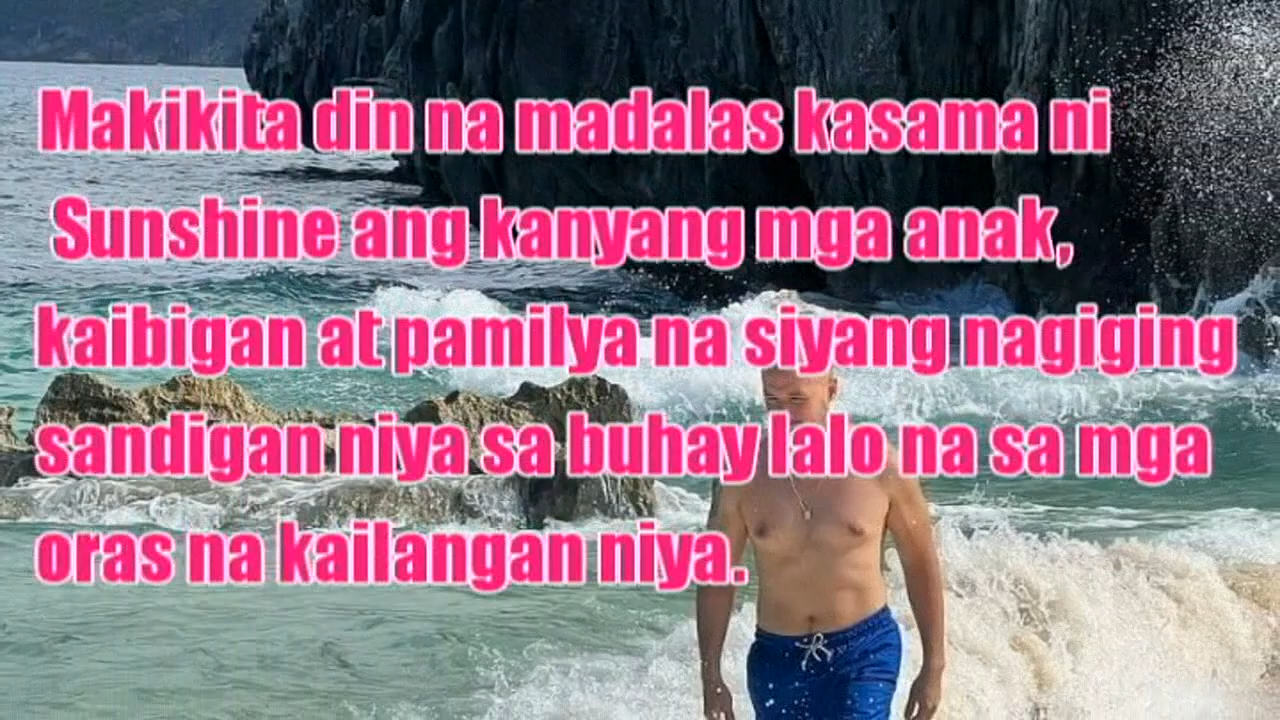 Makikita din na madalas kasama ni
Sunshine ang kanyang mga anak,
kaibigan at pamilya na siyang nagiging
sandigan niya sa buhay lalo na sa mga
oras na kailangan niya.